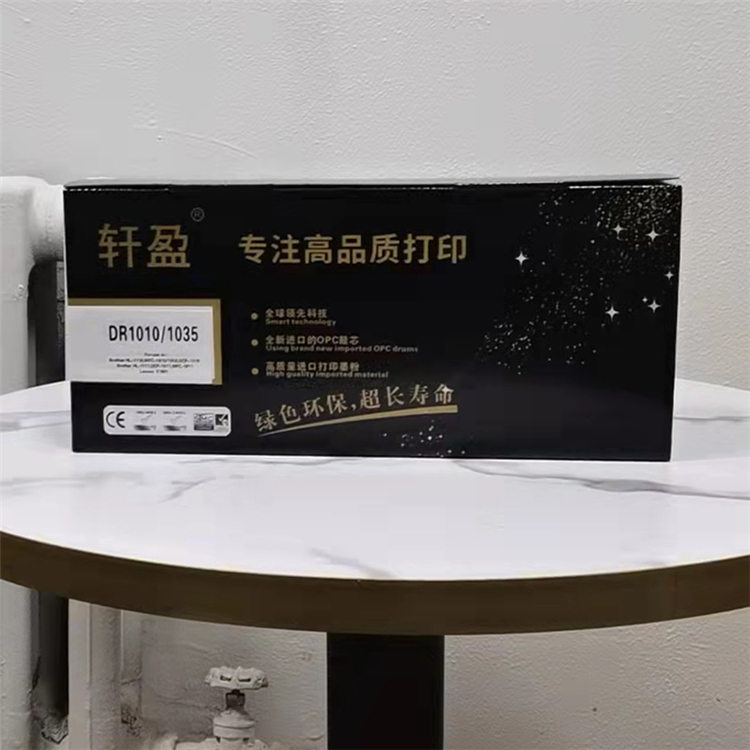 轩盈®
专注高品质打印
DR1010/1035
全球领先科技
Smart technology
全新进口的OPC鼓芯
Using brand new imported OPC drums
高质量进口打印墨粉
High quality imported material
绿色环保,超长寿命
CE